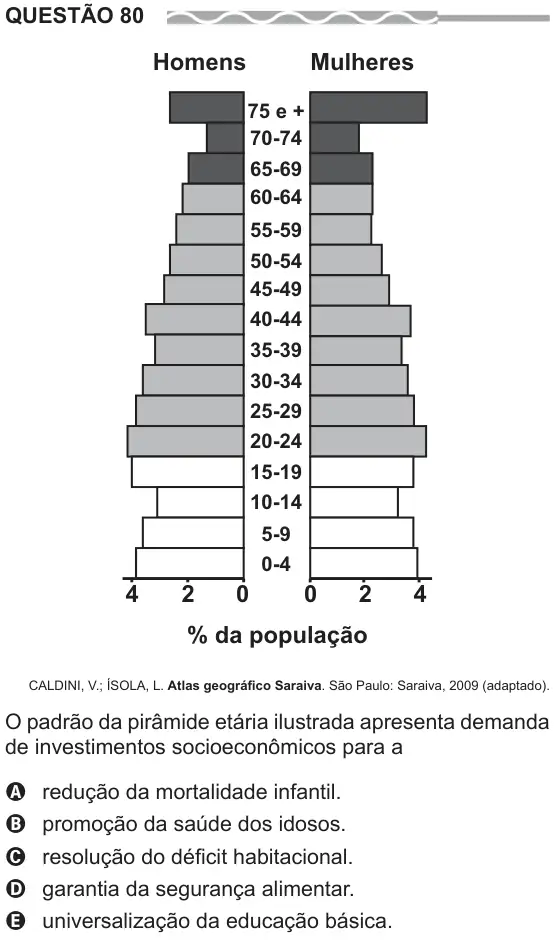 QUESTÃO 80
Homens Mulheres
75 e +
70-74
65-69
60-64
55-59
50-54
45-49
40-44
35-39
30-34
25-29
20-24
15-19
10-14
5-9
0-4
4 2 0 0 2 4
% da população
CALDINI, V.; ÍSOLA, L. Atlas geográfico Saraiva. São Paulo: Saraiva, 2009 (adaptado).
O padrão da pirâmide etária ilustrada apresenta demanda
de investimentos socioeconômicos para a
A redução da mortalidade infantil.
B promoção da saúde dos idosos.
C resolução do déficit habitacional.
D garantia da segurança alimentar.
E universalização da educação básica.